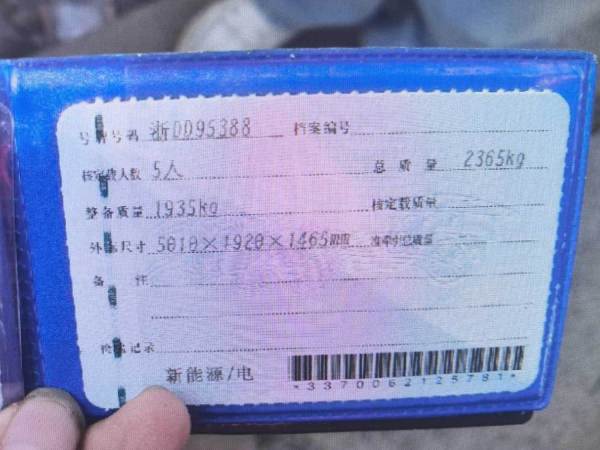 号牌号码 浙DD95388 档案编号
核定载人数 5人 总质量 2365kg
整备质量 1935kg 核定载质量
外廓尺寸 5010×1920×1465mm 准牵引总质量
备注
检验记录
新能源/电
*3370062125781*